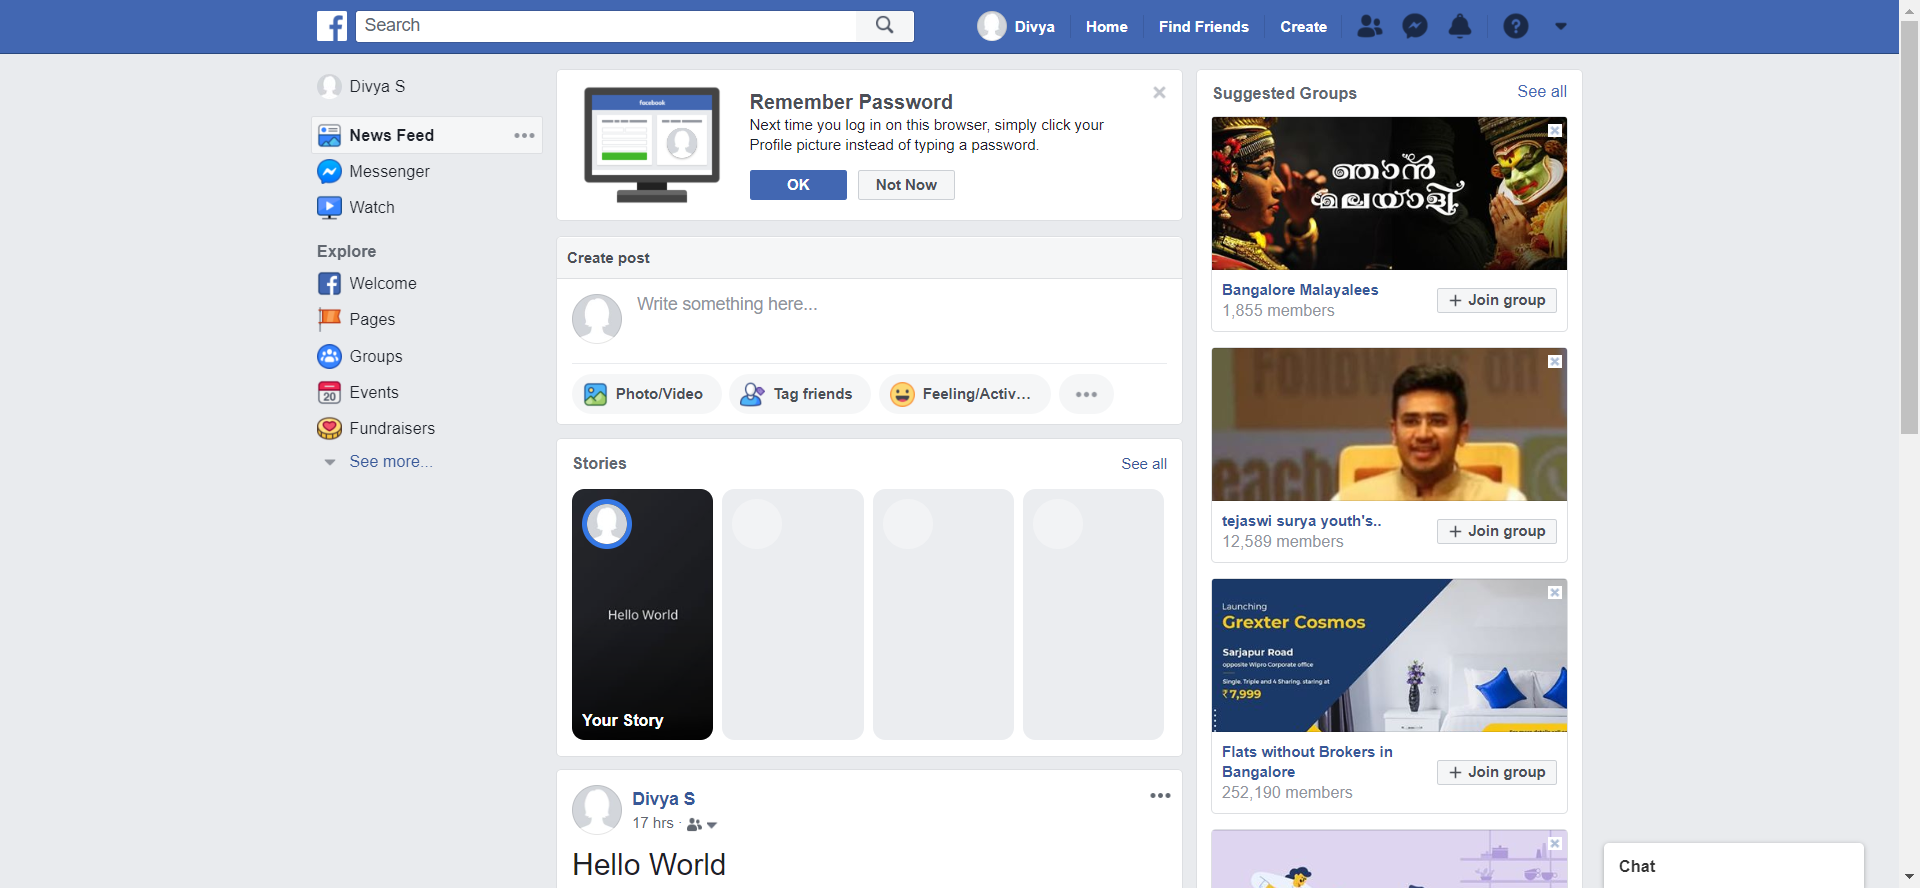 Search
Divya
Home
Find Friends
Create
Divya S
News Feed
Messenger
Watch
Explore
Welcome
Pages
Groups
20
Events
Fundraisers
See more...
facebook
Remember Password
Next time you log in on this browser, simply click your
Profile picture instead of typing a password.
OK
Not Now
Create post
Write something here...
Photo/Video
Tag friends
Feeling/Activ...
Stories
See all
Hello World
Your Story
Divya S
17 hrs ·
Hello World
Suggested Groups
See all
ഞാൻ
മലയാളി
Bangalore Malayalees
1,855 members
+ Join group
Follow us on
each
tejaswi surya youth's..
12,589 members
+ Join group
Launching
Grexter Cosmos
Sarjapur Road
opposite Wipro Corporate office
Single, Triple and 4 Sharing, staring at
₹7,999
Flats without Brokers in
Bangalore
252,190 members
+ Join group
Chat